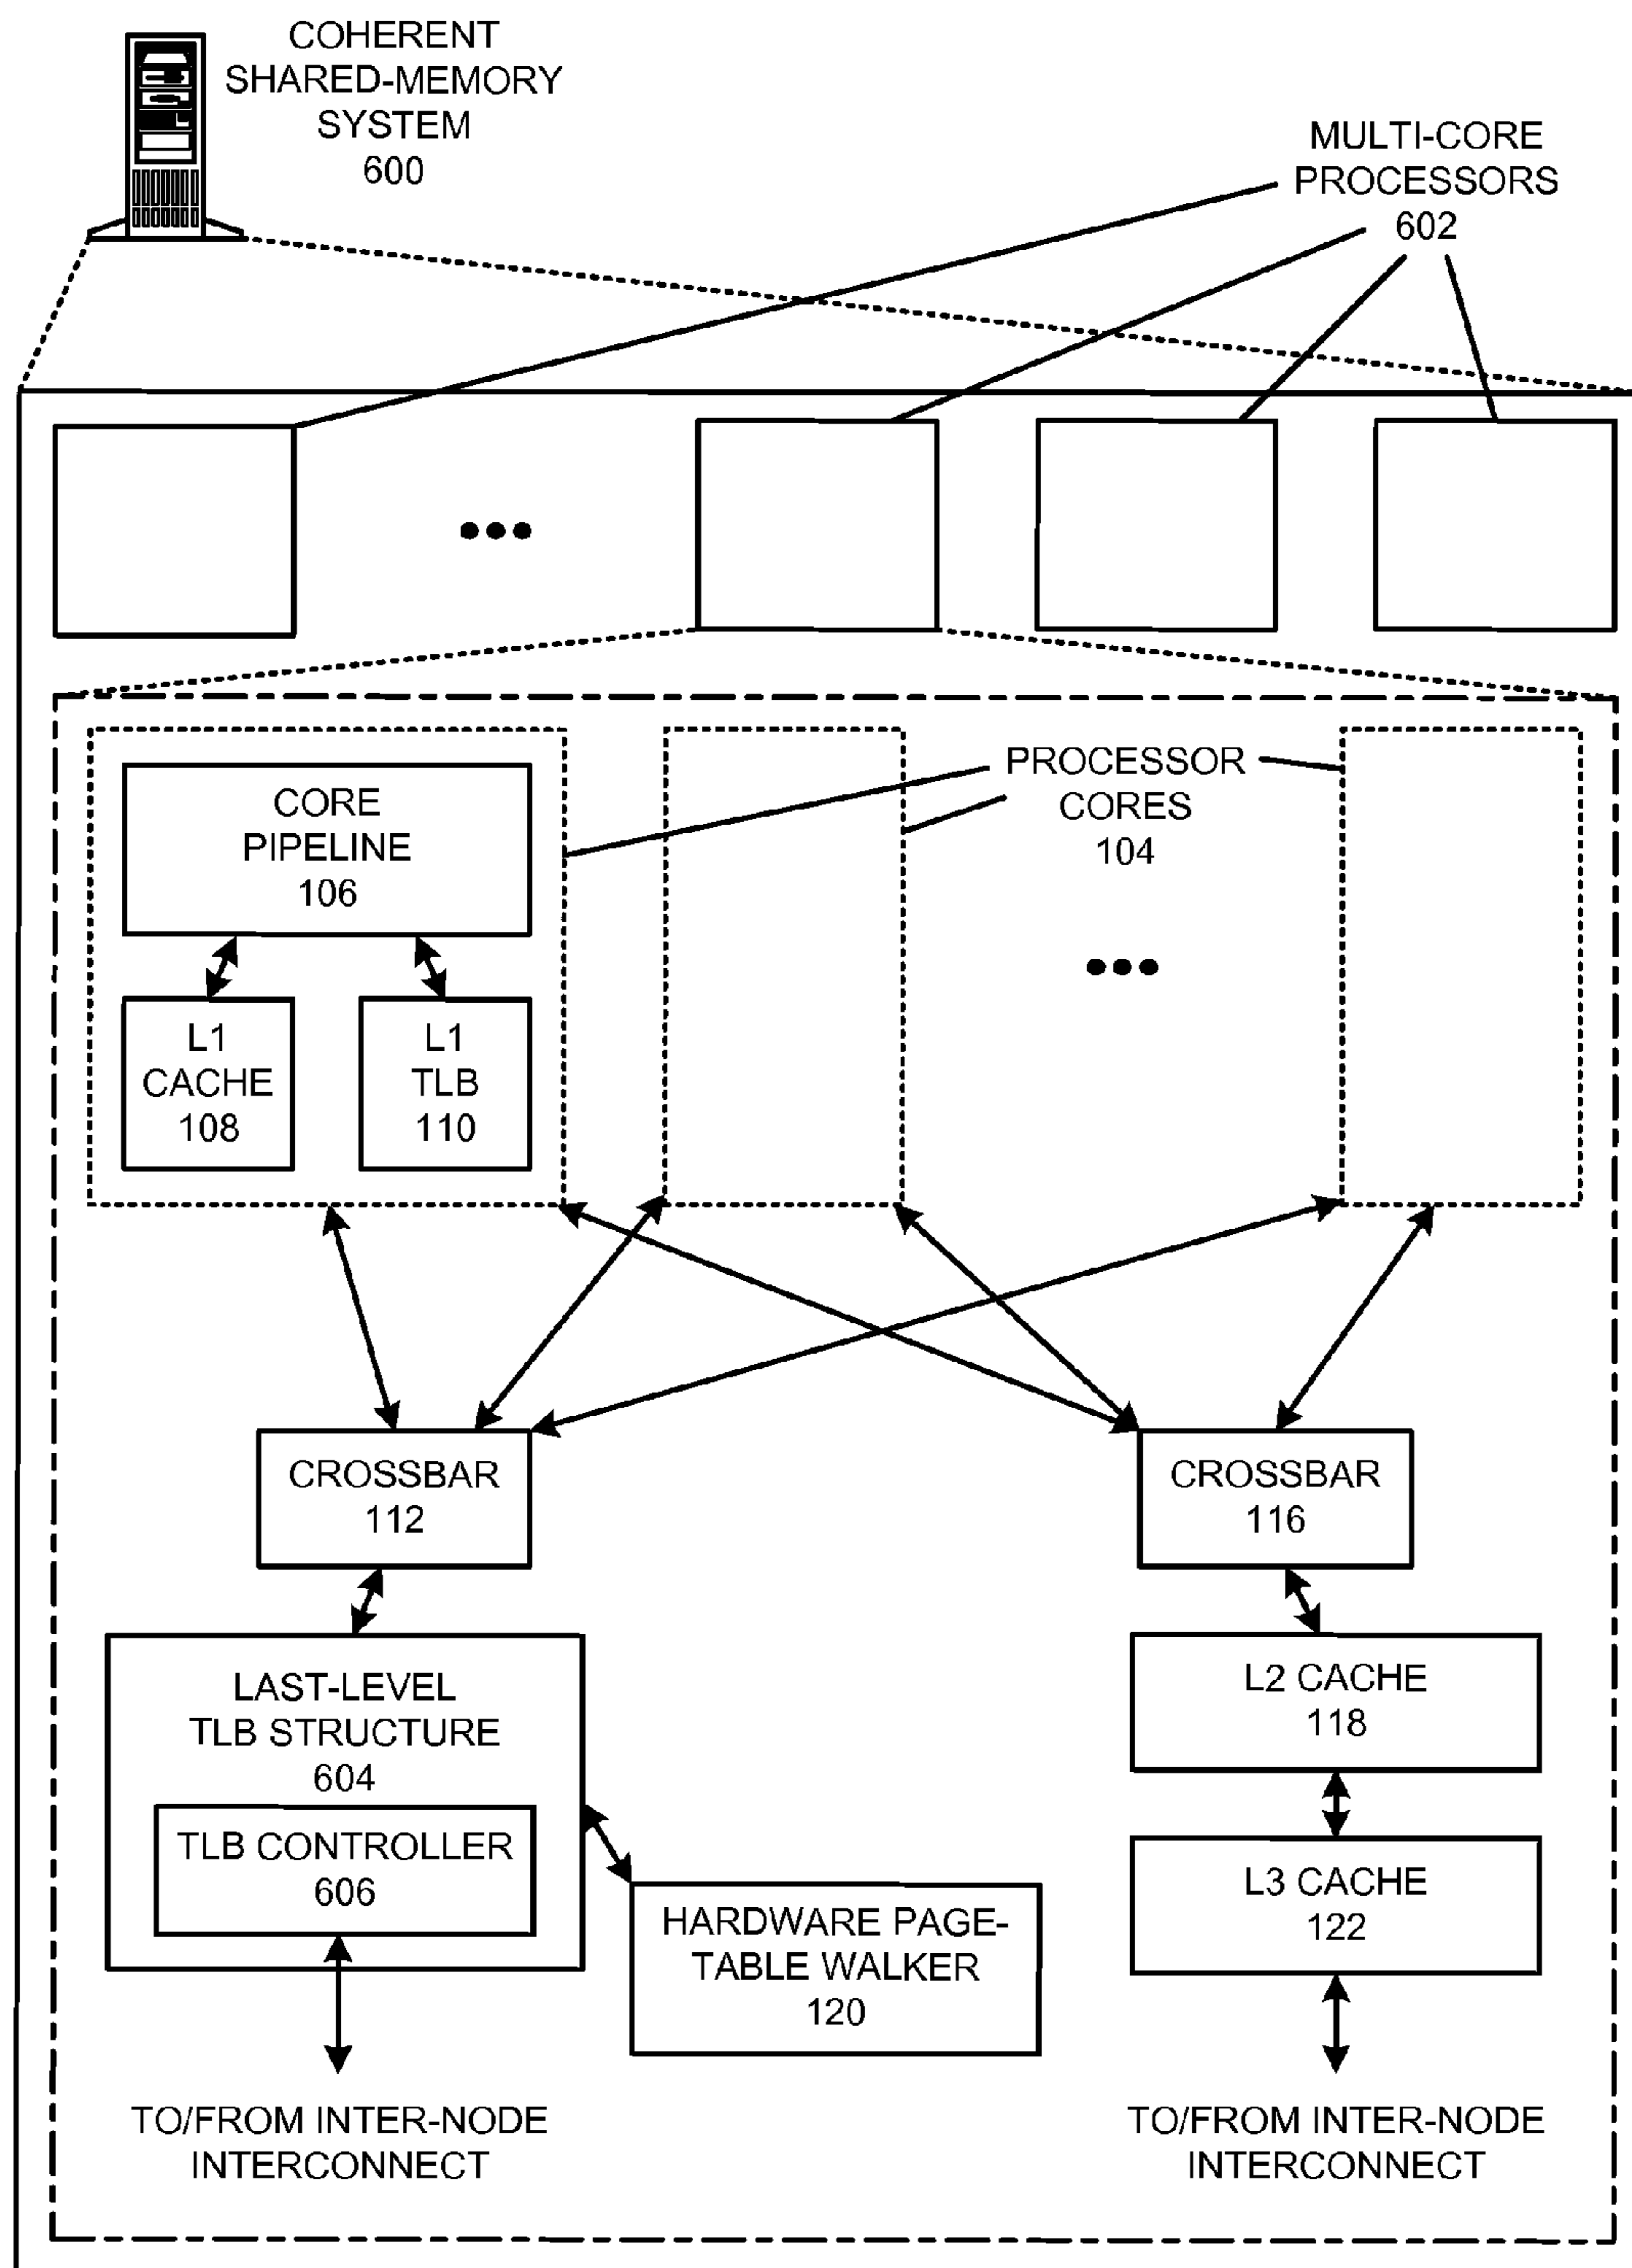 COHERENT
SHARED-MEMORY
SYSTEM
600
MULTI-CORE
PROCESSORS
602
PROCESSOR
CORES
104
CORE
PIPELINE
106
L1
CACHE
108
L1
TLB
110
CROSSBAR
112
CROSSBAR
116
LAST-LEVEL
TLB STRUCTURE
604
TLB CONTROLLER
606
HARDWARE PAGE-
TABLE WALKER
120
L2 CACHE
118
L3 CACHE
122
TO/FROM INTER-NODE
INTERCONNECT
TO/FROM INTER-NODE
INTERCONNECT